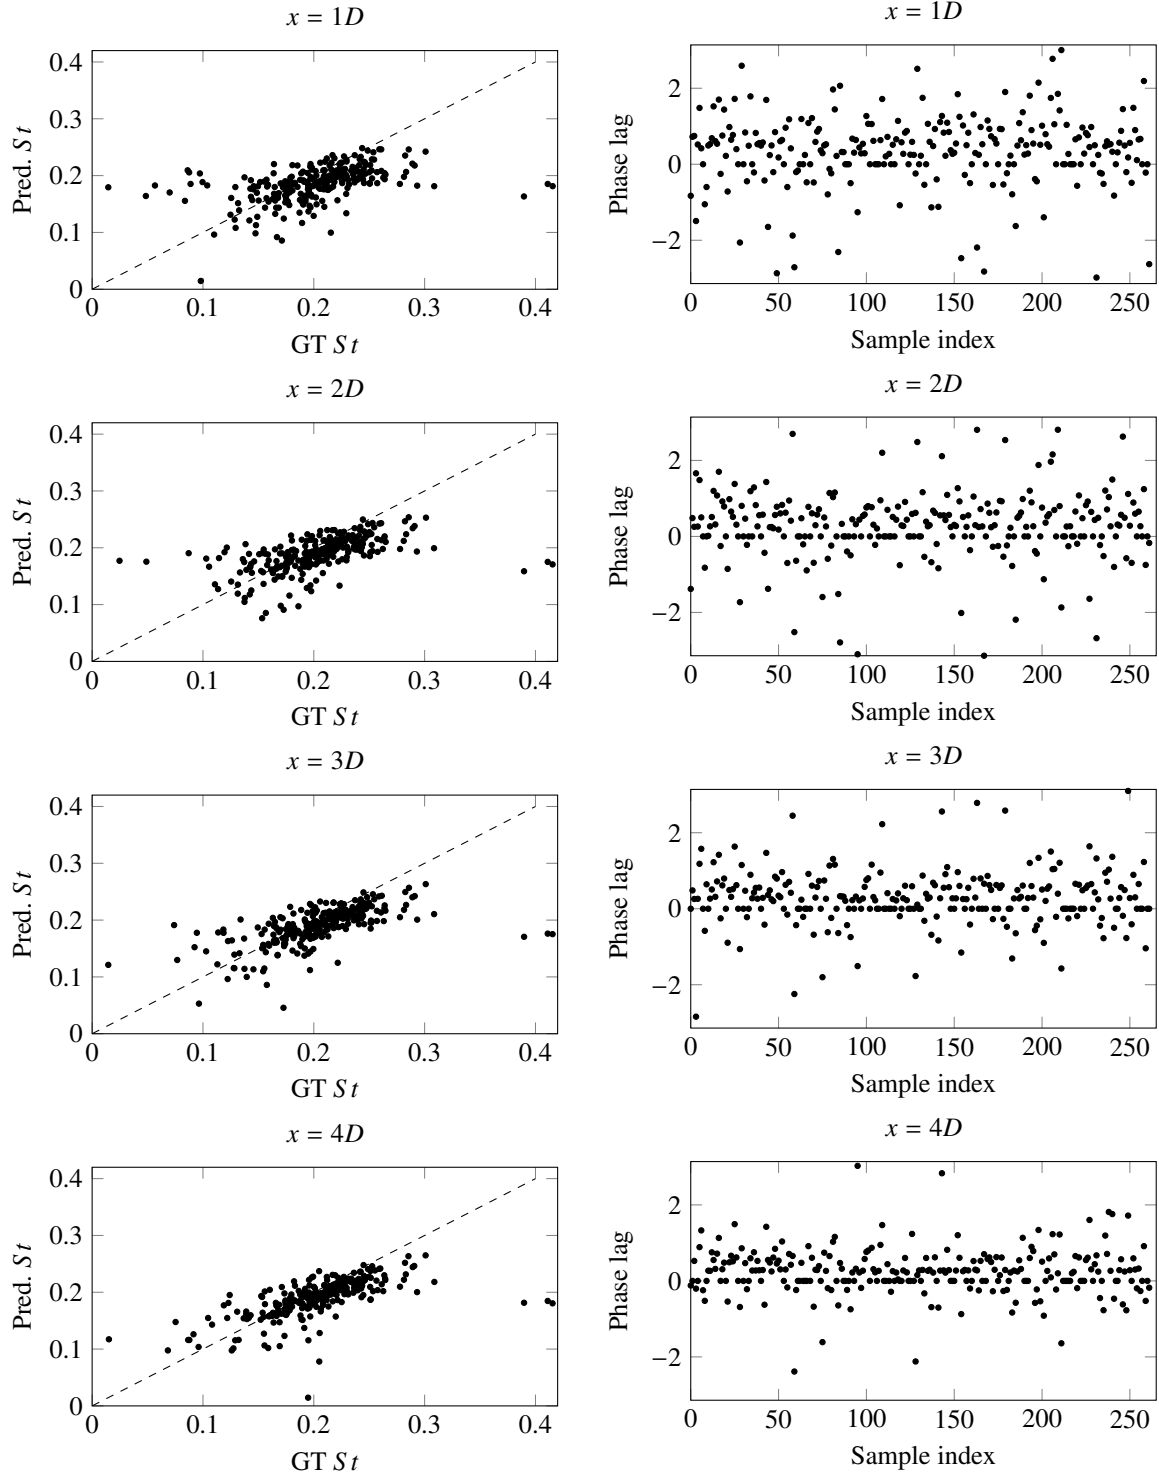 x = 1D
0.4
0.3
0.2
0.1
0
Pred. St
0 0.1 0.2 0.3 0.4
GT St
x = 1D
2
0
−2
Phase lag
0 50 100 150 200 250
Sample index
x = 2D
0.4
0.3
0.2
0.1
0
Pred. St
0 0.1 0.2 0.3 0.4
GT St
x = 2D
2
0
−2
Phase lag
0 50 100 150 200 250
Sample index
x = 3D
0.4
0.3
0.2
0.1
0
Pred. St
0 0.1 0.2 0.3 0.4
GT St
x = 3D
2
0
−2
Phase lag
0 50 100 150 200 250
Sample index
x = 4D
0.4
0.3
0.2
0.1
0
Pred. St
0 0.1 0.2 0.3 0.4
GT St
x = 4D
2
0
−2
Phase lag
0 50 100 150 200 250
Sample index